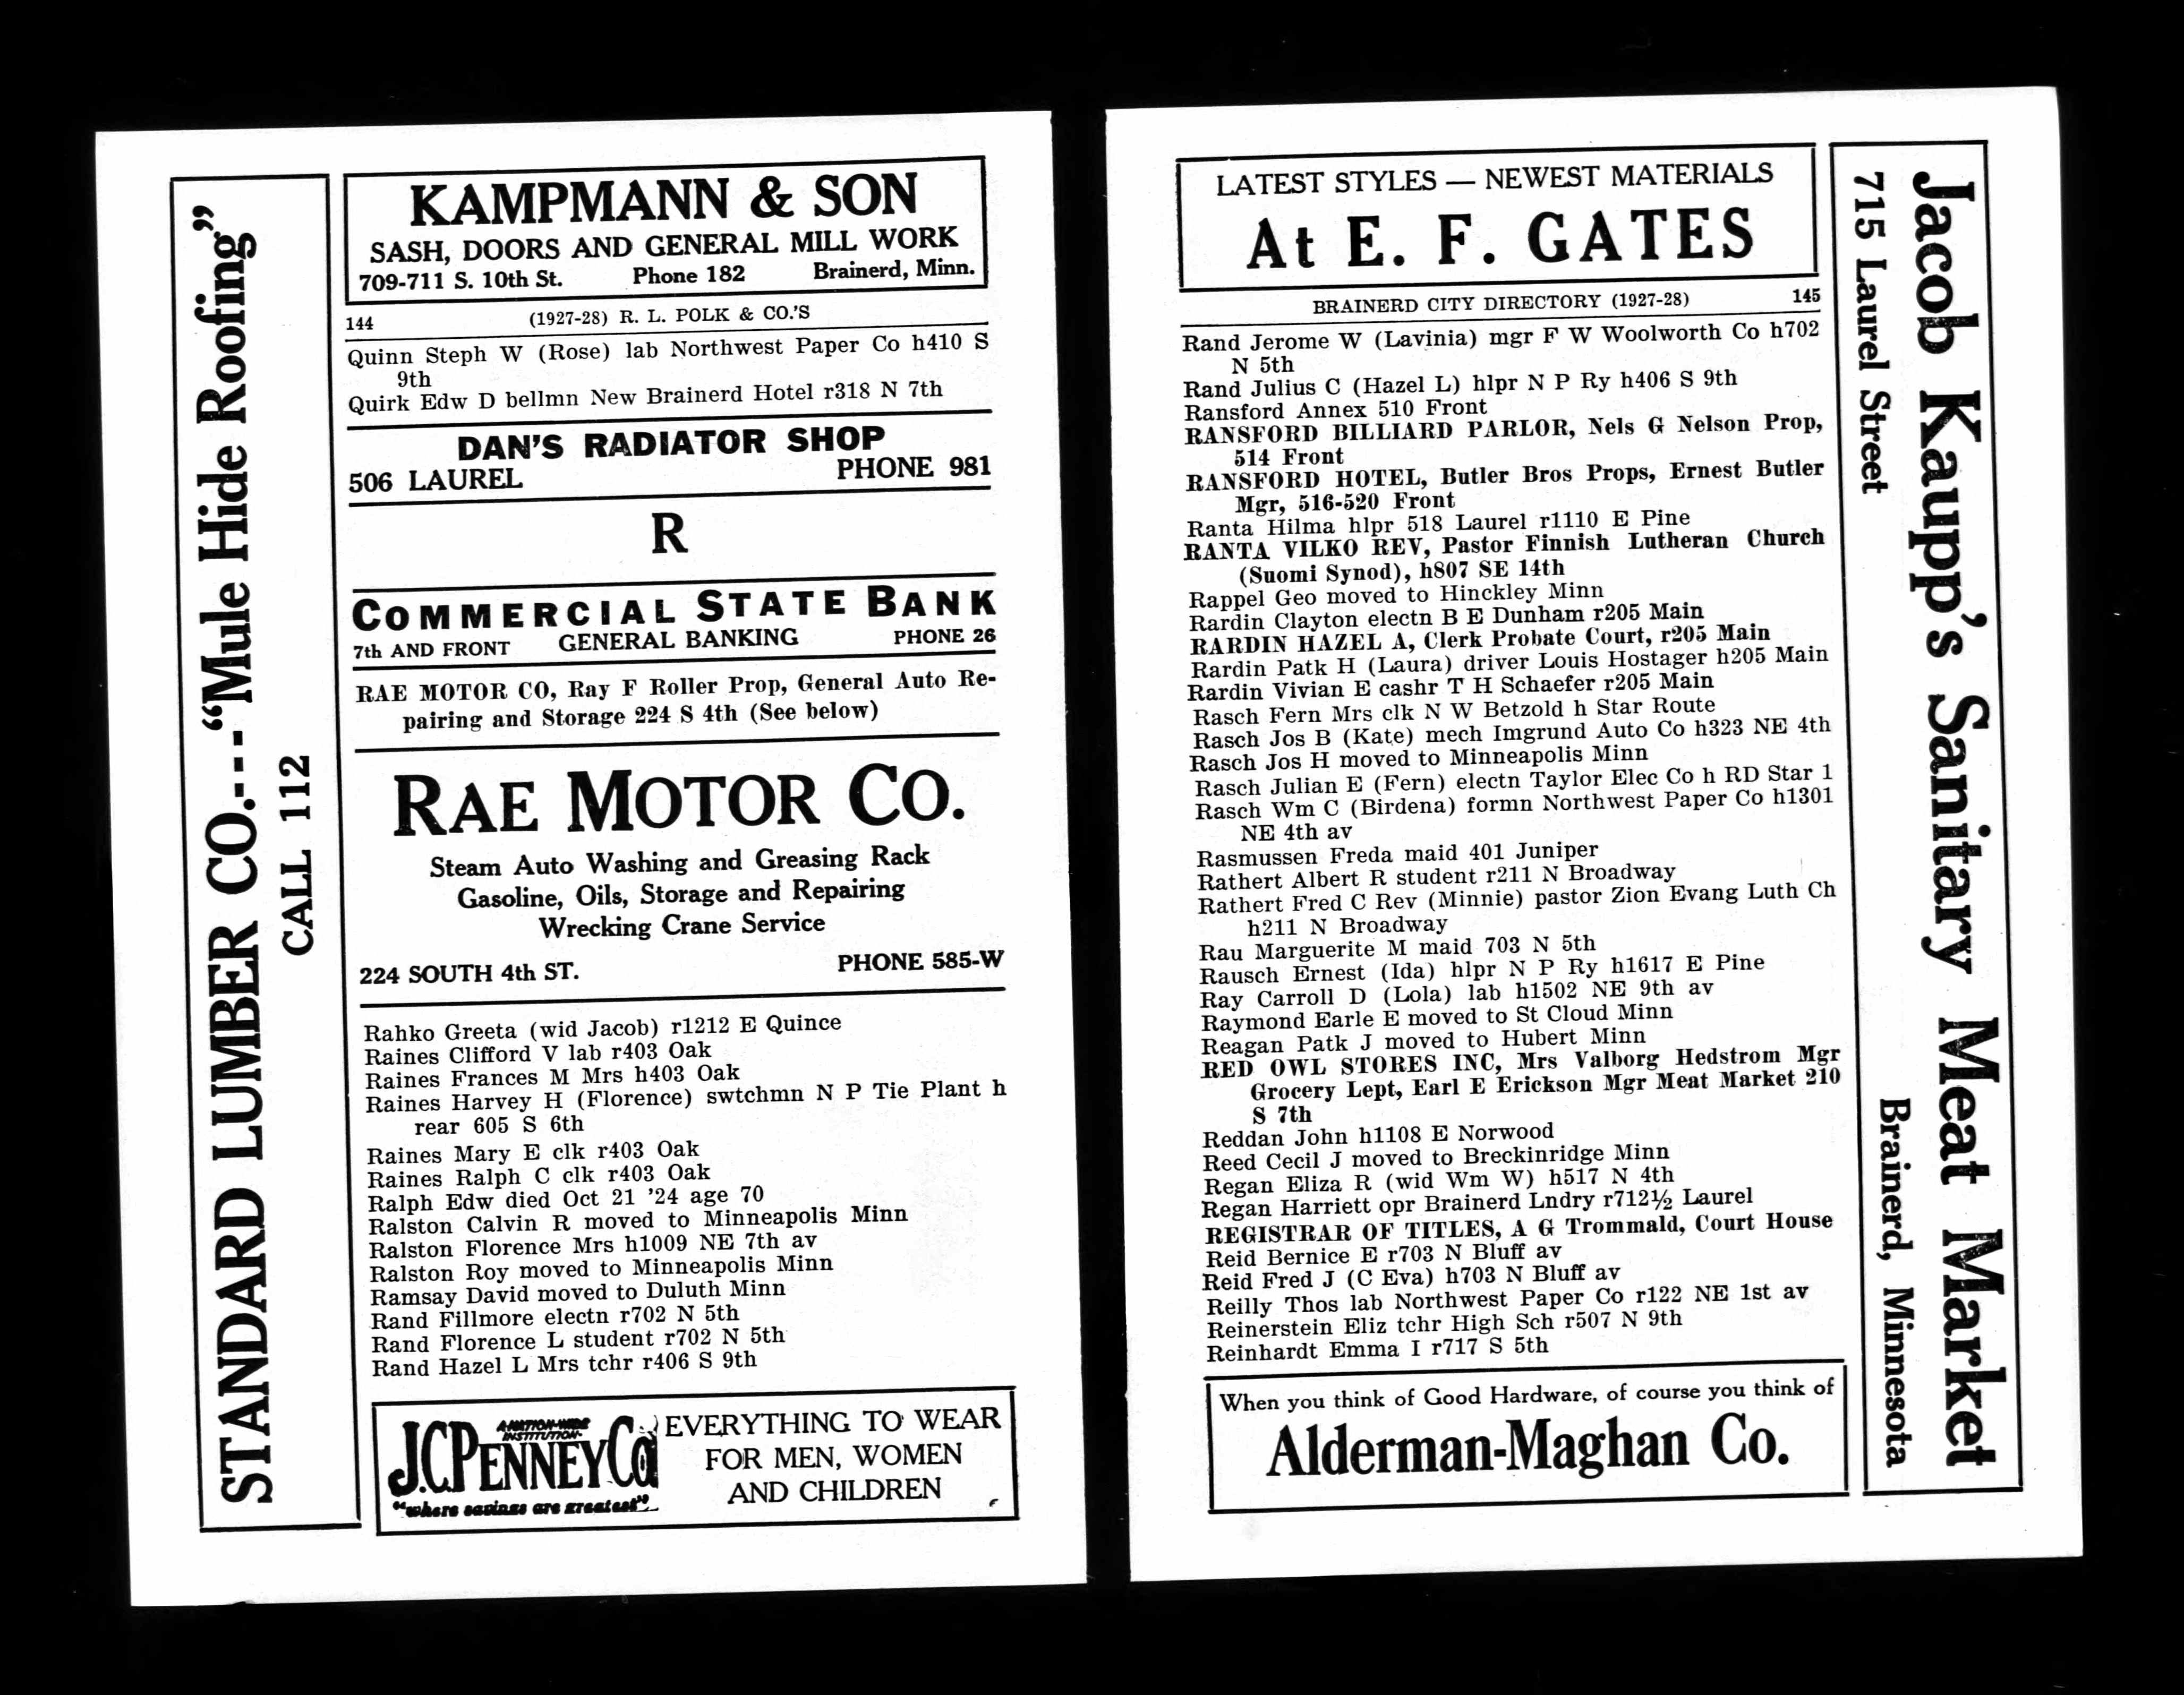 STANDARD LUMBER CO.---"Mule Hide Roofing"
CALL 112
KAMPMANN & SON
SASH, DOORS AND GENERAL MILL WORK
709-711 S. 10th St. Phone 182 Brainerd, Minn.
144 (1927-28) R. L. POLK & CO.'S
Quinn Steph W (Rose) lab Northwest Paper Co h410 S
9th
Quirk Edw D bellmn New Brainerd Hotel r318 N 7th
DAN'S RADIATOR SHOP
506 LAUREL PHONE 981
R
COMMERCIAL STATE BANK
7th AND FRONT GENERAL BANKING PHONE 26
RAE MOTOR CO, Ray F Roller Prop, General Auto Re-
pairing and Storage 224 S 4th (See below)
RAE MOTOR CO.
Steam Auto Washing and Greasing Rack
Gasoline, Oils, Storage and Repairing
Wrecking Crane Service
224 SOUTH 4th ST. PHONE 585-W
Rahko Greeta (wid Jacob) r1212 E Quince
Raines Clifford V lab r403 Oak
Raines Frances M Mrs h403 Oak
Raines Harvey H (Florence) swtchmn N P Tie Plant h
rear 605 S 6th
Raines Mary E clk r403 Oak
Raines Ralph C clk r403 Oak
Ralph Edw died Oct 21 '24 age 70
Ralston Calvin R moved to Minneapolis Minn
Ralston Florence Mrs h1009 NE 7th av
Ralston Roy moved to Minneapolis Minn
Ramsay David moved to Duluth Minn
Rand Fillmore electn r702 N 5th
Rand Florence L student r702 N 5th
Rand Hazel L Mrs tchr r406 S 9th
J.C.PENNEY CO
A NATION-WIDE
INSTITUTION-
"where savings are greatest"
EVERYTHING TO WEAR
FOR MEN, WOMEN
AND CHILDREN
LATEST STYLES — NEWEST MATERIALS
At E. F. GATES
BRAINERD CITY DIRECTORY (1927-28) 145
Rand Jerome W (Lavinia) mgr F W Woolworth Co h702
N 5th
Rand Julius C (Hazel L) hlpr N P Ry h406 S 9th
Ransford Annex 510 Front
RANSFORD BILLIARD PARLOR, Nels G Nelson Prop,
514 Front
RANSFORD HOTEL, Butler Bros Props, Ernest Butler
Mgr, 516-520 Front
Ranta Hilma hlpr 518 Laurel r1110 E Pine
RANTA VILKO REV, Pastor Finnish Lutheran Church
(Suomi Synod), h807 SE 14th
Rappel Geo moved to Hinckley Minn
Rardin Clayton electn B E Dunham r205 Main
RARDIN HAZEL A, Clerk Probate Court, r205 Main
Rardin Patk H (Laura) driver Louis Hostager h205 Main
Rardin Vivian E cashr T H Schaefer r205 Main
Rasch Fern Mrs clk N W Betzold h Star Route
Rasch Jos B (Kate) mech Imgrund Auto Co h323 NE 4th
Rasch Jos H moved to Minneapolis Minn
Rasch Julian E (Fern) electn Taylor Elec Co h RD Star 1
Rasch Wm C (Birdena) formn Northwest Paper Co h1301
NE 4th av
Rasmussen Freda maid 401 Juniper
Rathert Albert R student r211 N Broadway
Rathert Fred C Rev (Minnie) pastor Zion Evang Luth Ch
h211 N Broadway
Rau Marguerite M maid 703 N 5th
Rausch Ernest (Ida) hlpr N P Ry h1617 E Pine
Ray Carroll D (Lola) lab h1502 NE 9th av
Raymond Earle E moved to St Cloud Minn
Reagan Patk J moved to Hubert Minn
RED OWL STORES INC, Mrs Valborg Hedstrom Mgr
Grocery Lept, Earl E Erickson Mgr Meat Market 210
S 7th
Reddan John h1108 E Norwood
Reed Cecil J moved to Breckinridge Minn
Regan Eliza R (wid Wm W) h517 N 4th
Regan Harriett opr Brainerd Lndry r712½ Laurel
REGISTRAR OF TITLES, A G Trommald, Court House
Reid Bernice E r703 N Bluff av
Reid Fred J (C Eva) h703 N Bluff av
Reilly Thos lab Northwest Paper Co r122 NE 1st av
Reinerstein Eliz tchr High Sch r507 N 9th
Reinhardt Emma I r717 S 5th
When you think of Good Hardware, of course you think of
Alderman-Maghan Co.
Jacob Kaupp's Sanitary Meat Market
715 Laurel Street Brainerd, Minnesota